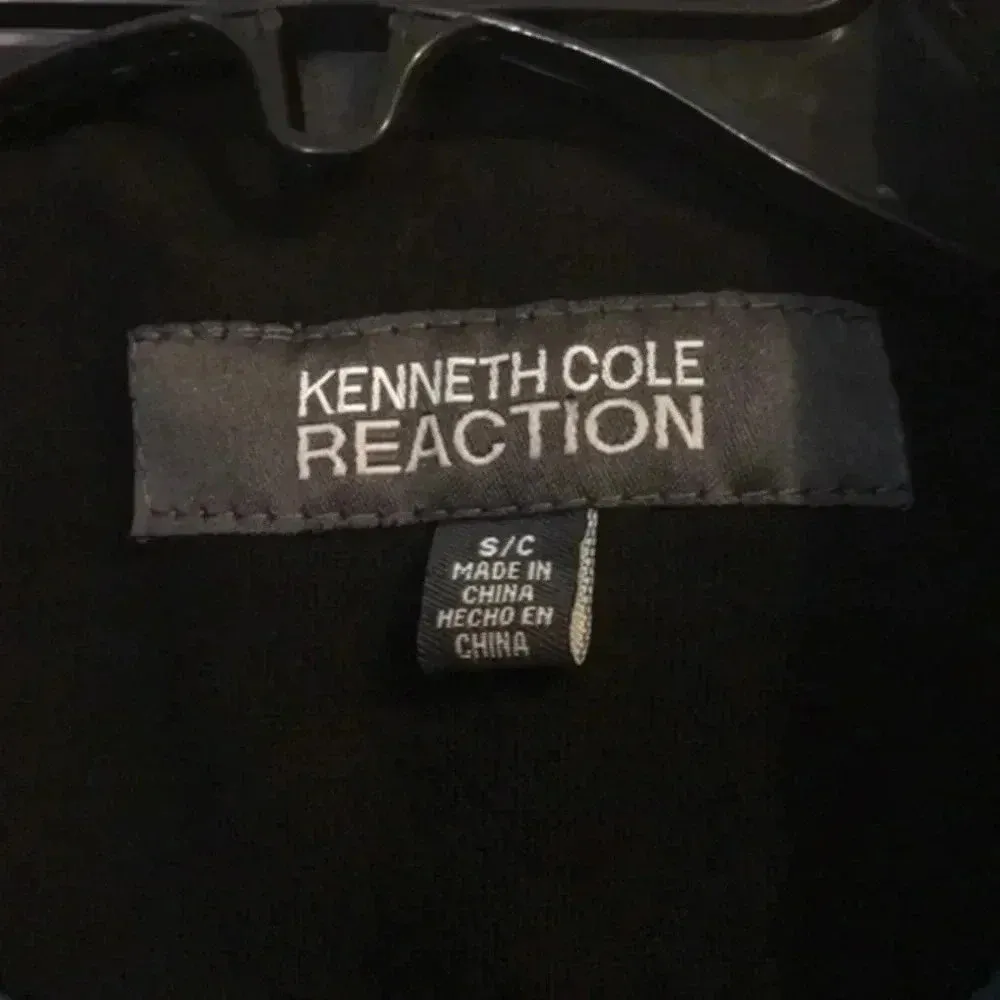 KENNETH COLE
REACTION
S/C
MADE IN
CHINA
HECHO EN
CHINA